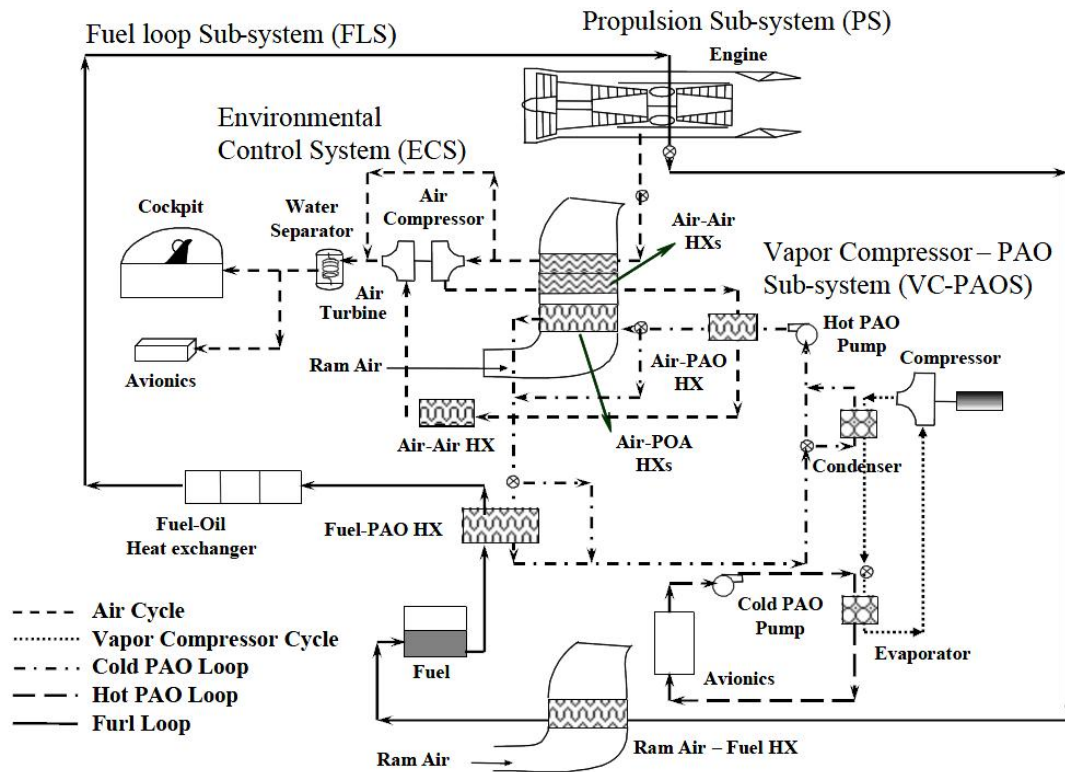 Propulsion Sub-system (PS)
Fuel loop Sub-system (FLS)
Engine
Environmental
Control System (ECS)
Air
Compressor
Cockpit
Water
Separator
Air-Air
HXs
Vapor Compressor – PAO
Sub-system (VC-PAOS)
Air
Turbine
Hot PAO
Pump
Ram Air
Air-PAO
HX
Compressor
Avionics
Air-Air HX
Air-POA
HXs
Condenser
Fuel-Oil
Heat exchanger
Fuel-PAO HX
Cold PAO
Pump
Evaporator
Fuel
Avionics
Air Cycle
Vapor Compressor Cycle
Cold PAO Loop
Hot PAO Loop
Furl Loop
Ram Air – Fuel HX
Ram Air